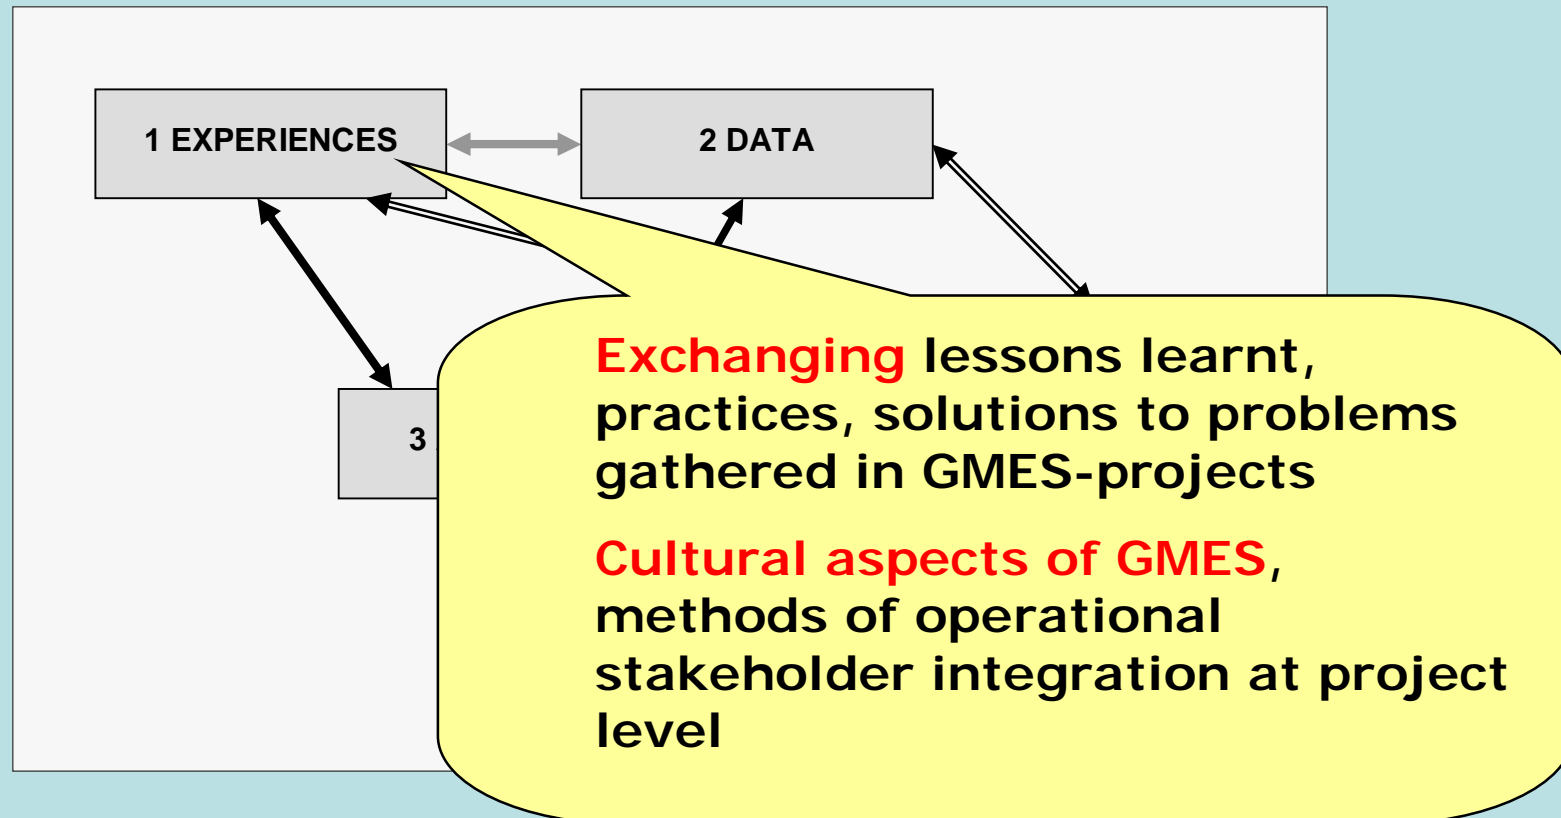 1 EXPERIENCES
2 DATA
3
Exchanging lessons learnt,
practices, solutions to problems
gathered in GMES-projects
Cultural aspects of GMES,
methods of operational
stakeholder integration at project
level